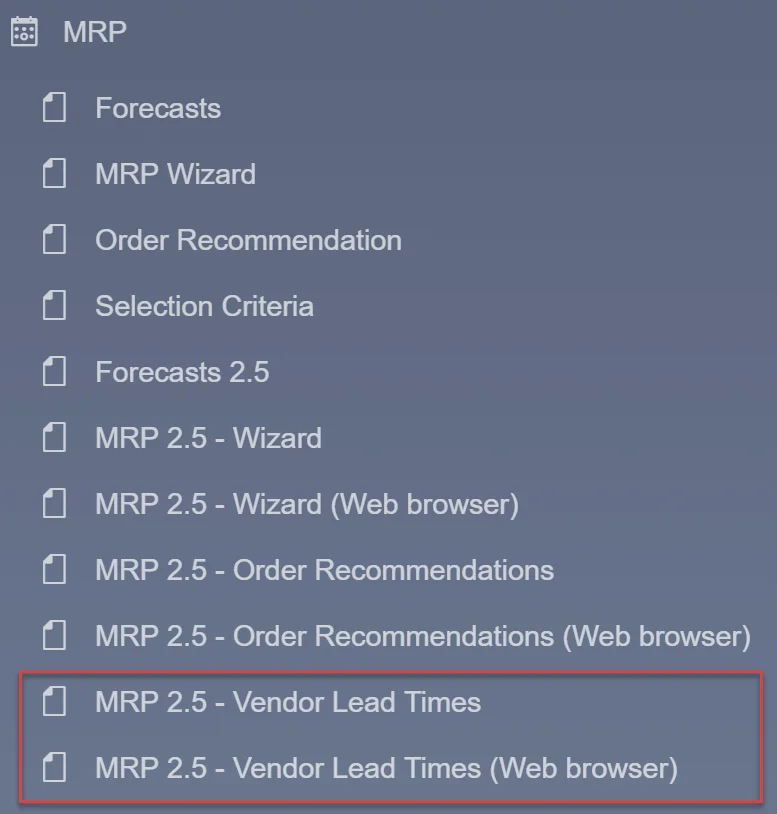 MRP
Forecasts
MRP Wizard
Order Recommendation
Selection Criteria
Forecasts 2.5
MRP 2.5 - Wizard
MRP 2.5 - Wizard (Web browser)
MRP 2.5 - Order Recommendations
MRP 2.5 - Order Recommendations (Web browser)
MRP 2.5 - Vendor Lead Times
MRP 2.5 - Vendor Lead Times (Web browser)